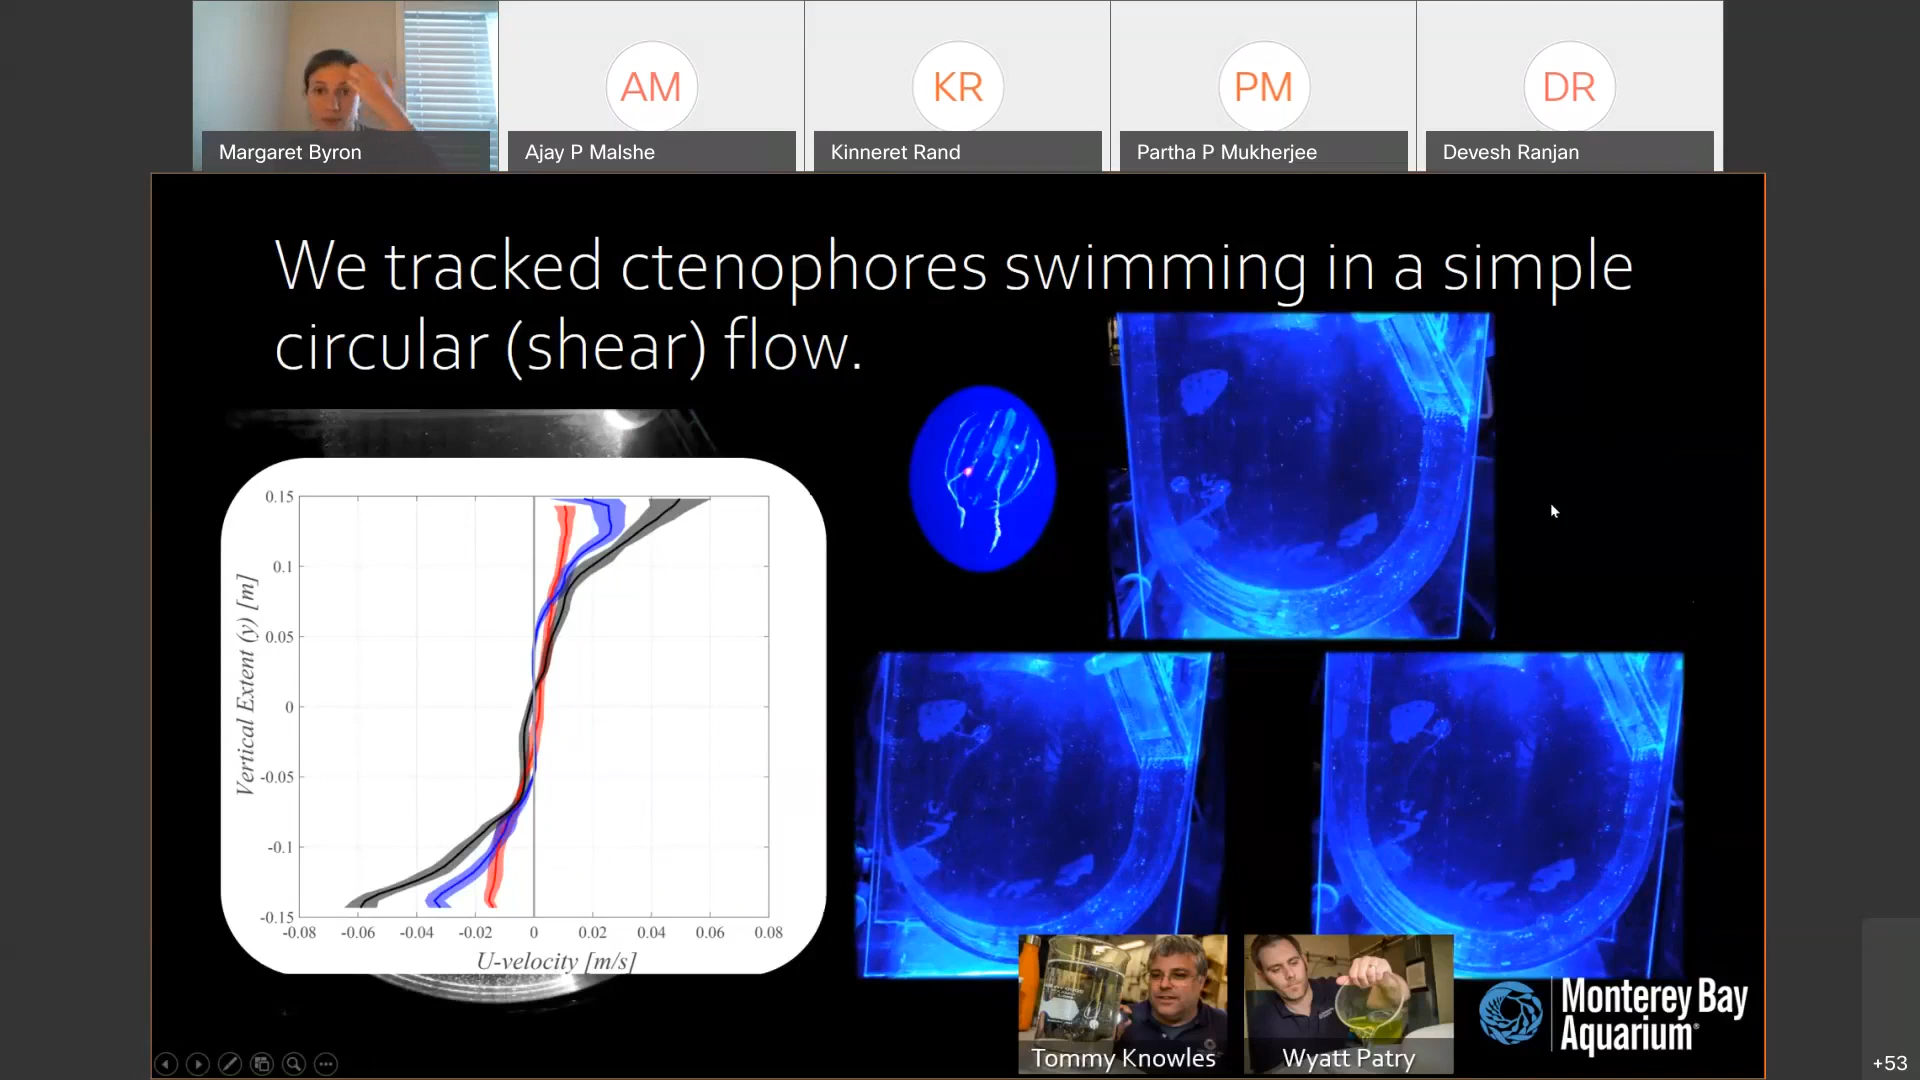 AM
KR
PM
DR
Margaret Byron
Ajay P Malshe
Kinneret Rand
Partha P Mukherjee
Devesh Ranjan
We tracked ctenophores swimming in a simple
circular (shear) flow.
0.15
0.1
0.05
0
-0.05
-0.1
-0.15
Vertical Extent (y) [m]
-0.08 -0.06 -0.04 -0.02 0 0.02 0.04 0.06 0.08
U-velocity [m/s]
Tommy Knowles
Wyatt Patry
Monterey Bay
Aquarium
+53